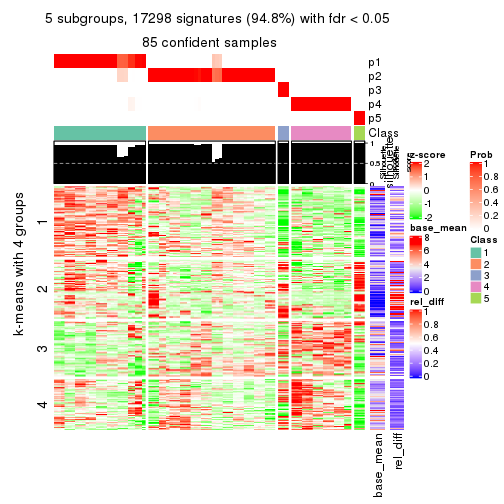 5 subgroups, 17298 signatures (94.8%) with fdr < 0.05
85 confident samples
p1
p2
p3
p4
p5
Class
1
0.5
0
silhouette
score
k-means with 4 groups
1
2
3
4
base_mean
rel_diff
z-score
2
1
0
-1
-2
base_mean
8
6
4
2
0
rel_diff
1
0.8
0.6
0.4
0.2
0
Prob
1
0.8
0.6
0.4
0.2
0
Class
1
2
3
4
5